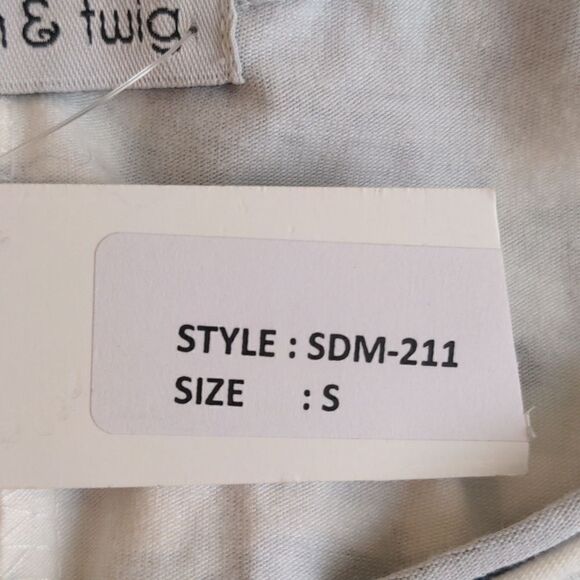 & twig.
STYLE : SDM-211
SIZE : S